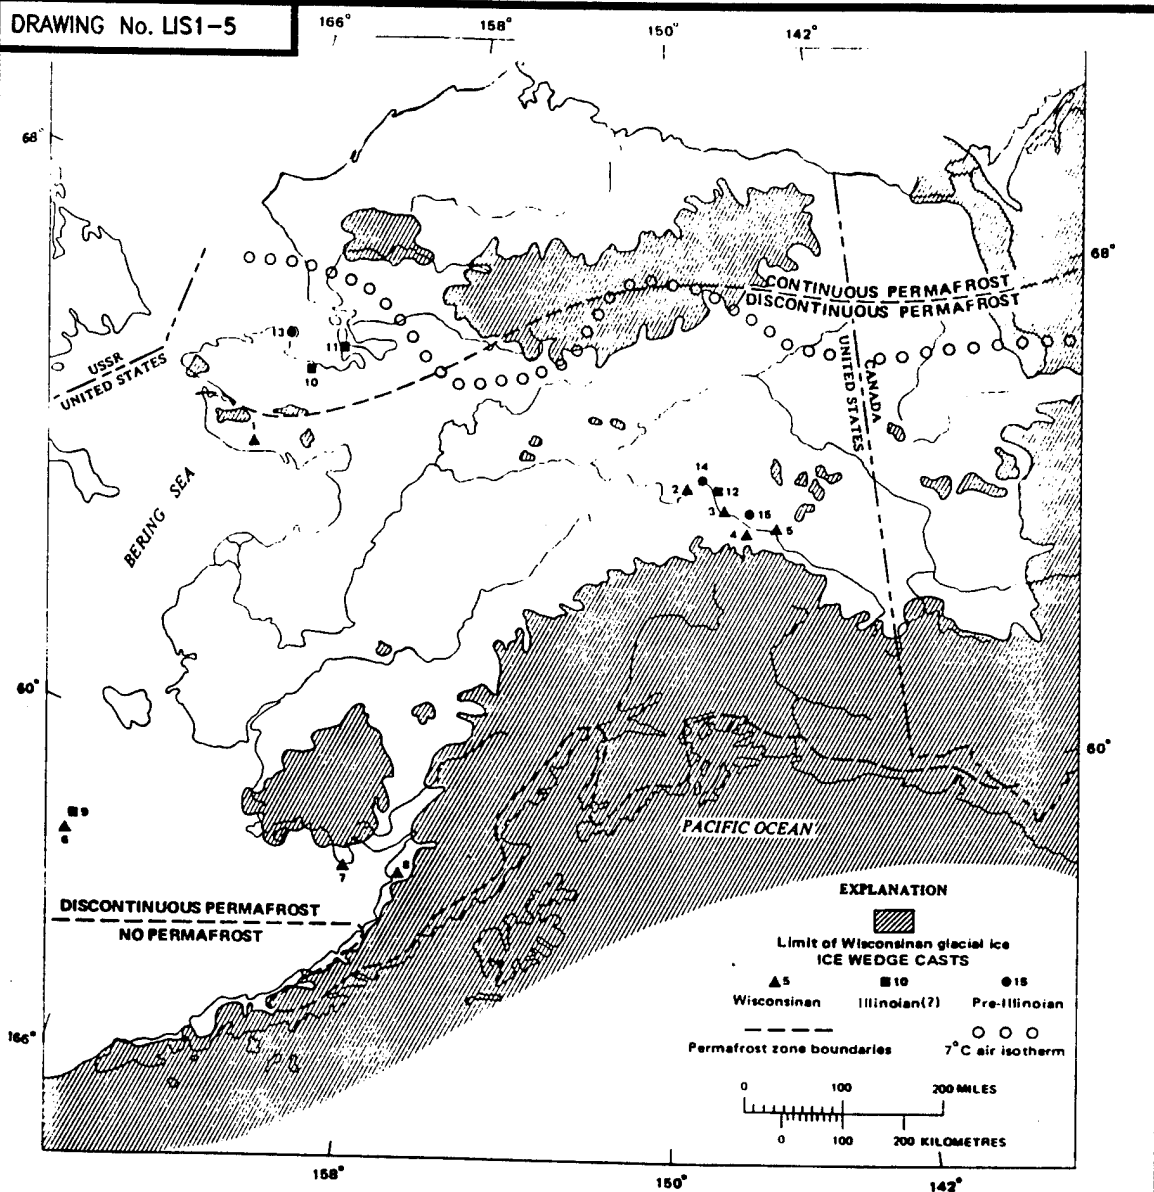 DRAWING No. LIS1-5
166°
158°
150°
142°
68°
68°
CONTINUOUS PERMAFROST
DISCONTINUOUS PERMAFROST
USSR
UNITED STATES
13
11
10
CANADA
UNITED STATES
BERING SEA
14
2
12
3
15
4
5
60°
60°
9
6
PACIFIC OCEAN
7
8
DISCONTINUOUS PERMAFROST
NO PERMAFROST
EXPLANATION
Limit of Wisconsinan glacial ice
ICE WEDGE CASTS
5 10 15
Wisconsinan Illinoian(?) Pre-Illinoian
Permafrost zone boundaries 7°C air isotherm
166°
0 100 200 MILES
0 100 200 KILOMETRES
158°
150°
142°